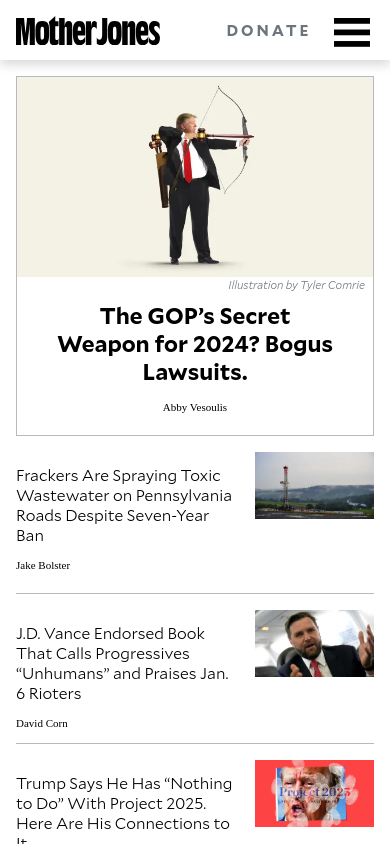 Mother Jones
DONATE
Illustration by Tyler Comrie
The GOP’s Secret
Weapon for 2024? Bogus
Lawsuits.
Abby Vesoulis
Frackers Are Spraying Toxic
Wastewater on Pennsylvania
Roads Despite Seven-Year
Ban
Jake Bolster
J.D. Vance Endorsed Book
That Calls Progressives
“Unhumans” and Praises Jan.
6 Rioters
David Corn
Trump Says He Has “Nothing
to Do” With Project 2025.
Here Are His Connections to
It.
Project 2025